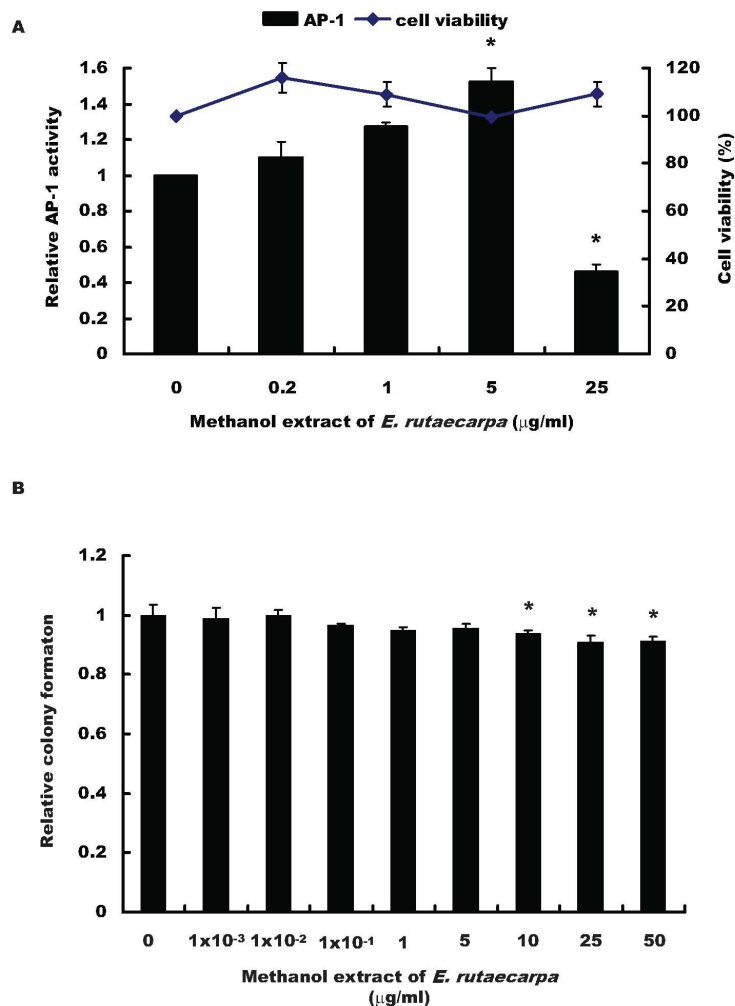 A
AP-1 cell viability
Relative AP-1 activity
1.6
1.4
1.2
1
0.8
0.6
0.4
0.2
0
*
*
120
100
80
60
40
20
0
Cell viability (%)
0 0.2 1 5 25
Methanol extract of E. rutaecarpa (μg/ml)
B
Relative colony formaton
1.2
1
0.8
0.6
0.4
0.2
0
* * *
0 1x10⁻³ 1x10⁻² 1x10⁻¹ 1 5 10 25 50
Methanol extract of E. rutaecarpa
(μg/ml)